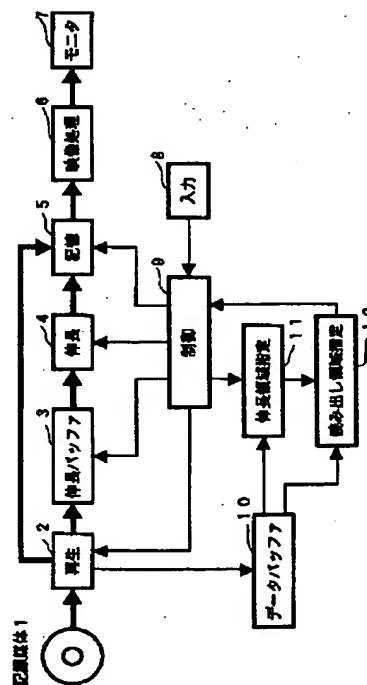 記録媒体1
再生
2
伸長バッファ
3
伸長
4
記憶
5
映像処理
6
モニタ
7
入力
8
制御
9
データバッファ
10
伸長領域指定
11
読み出し領域指定